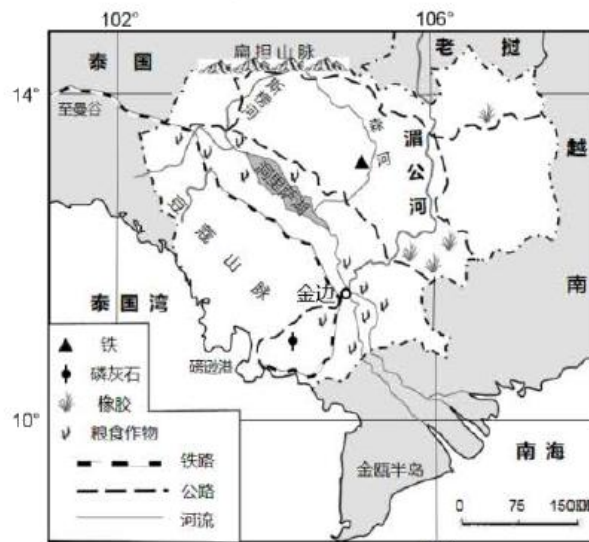 102°
106°
14°
10°
泰国
扁担山脉
老挝
至曼谷
森河
湄公河
越南
洞里萨湖
豆蔻山脉
金边
泰国湾
磅逊港
铁
磷灰石
橡胶
粮食作物
铁路
公路
河流
金瓯半岛
南海
0 75 150